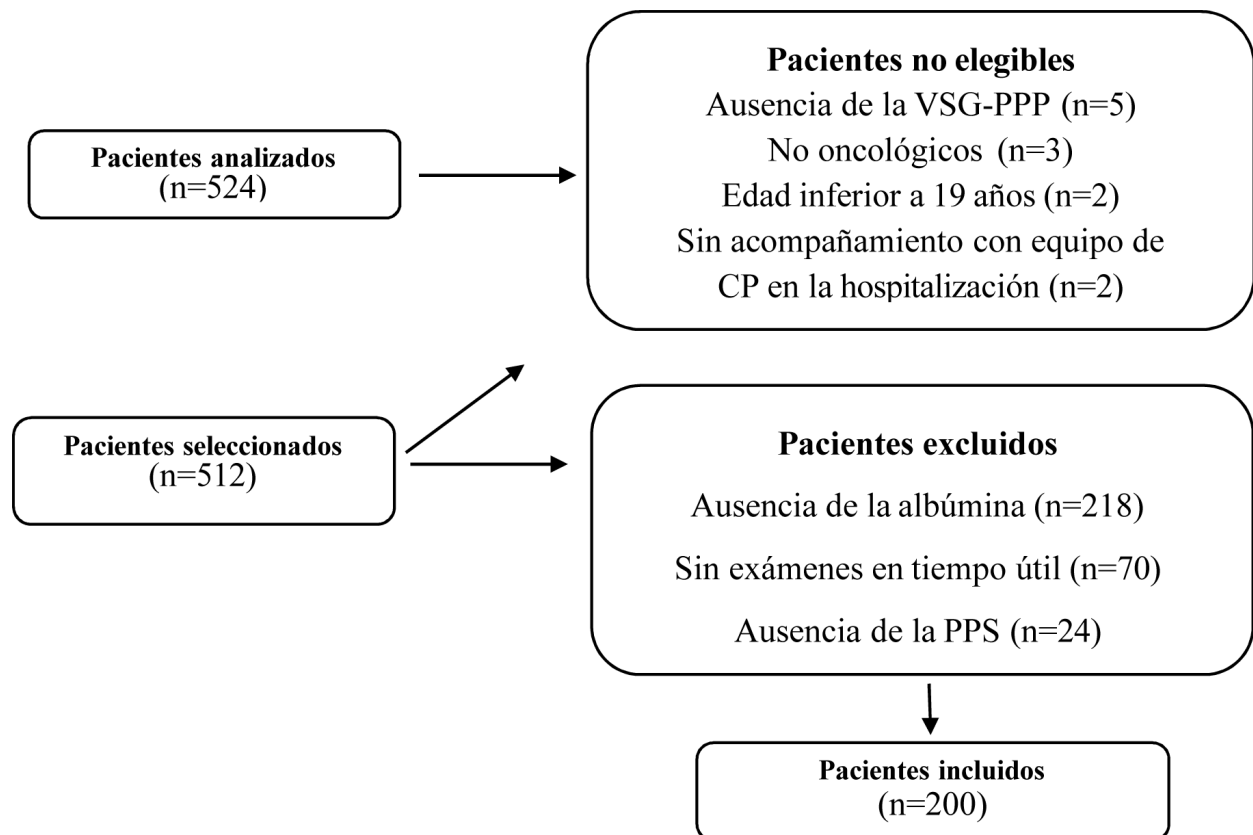 Pacientes analizados
(n=524)
Pacientes no elegibles
Ausencia de la VSG-PPP (n=5)
No oncológicos (n=3)
Edad inferior a 19 años (n=2)
Sin acompañamiento con equipo de
CP en la hospitalización (n=2)
Pacientes seleccionados
(n=512)
Pacientes excluidos
Ausencia de la albúmina (n=218)
Sin exámenes en tiempo útil (n=70)
Ausencia de la PPS (n=24)
Pacientes incluidos
(n=200)